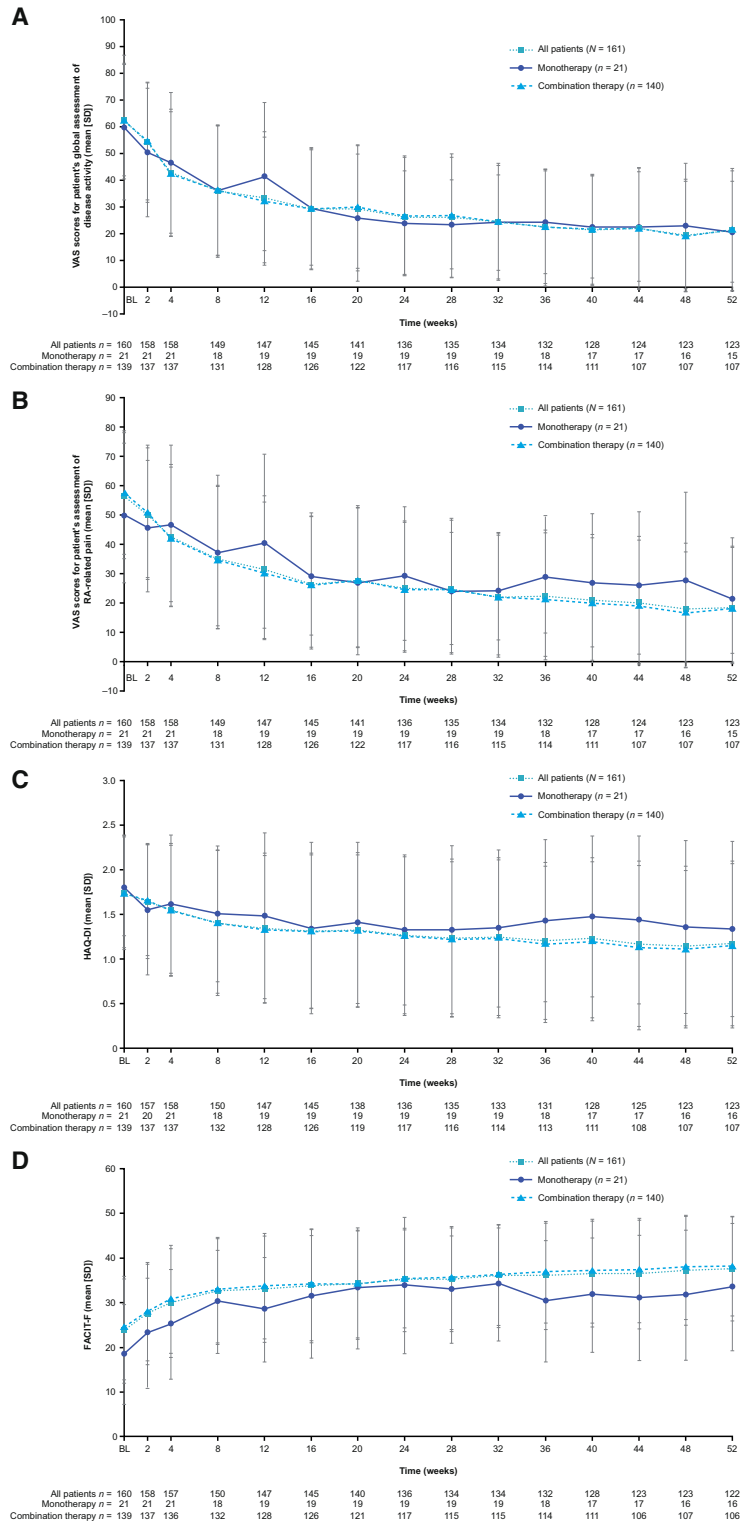 A
VAS scores for patient's global assessment of
disease activity (mean [SD])
100
90
80
70
60
50
40
30
20
10
0
–10
All patients (N = 161)
Monotherapy (n = 21)
Combination therapy (n = 140)
BL 2 4 8 12 16 20 24 28 32 36 40 44 48 52
Time (weeks)
All patients n = 160 158 158 149 147 145 141 136 135 134 132 128 124 123 123
Monotherapy n = 21 21 21 18 19 19 19 19 19 19 18 17 17 16 15
Combination therapy n = 139 137 137 131 128 126 122 117 116 115 114 111 107 107 107
B
VAS scores for patient's assessment of
RA-related pain (mean [SD])
90
80
70
60
50
40
30
20
10
0
–10
All patients (N = 161)
Monotherapy (n = 21)
Combination therapy (n = 140)
BL 2 4 8 12 16 20 24 28 32 36 40 44 48 52
Time (weeks)
All patients n = 160 158 158 149 147 145 141 136 135 134 132 128 124 123 123
Monotherapy n = 21 21 21 18 19 19 19 19 19 19 18 17 17 16 15
Combination therapy n = 139 137 137 131 128 126 122 117 116 115 114 111 107 107 107
C
HAQ-DI (mean [SD])
3.0
2.5
2.0
1.5
1.0
0.5
0
All patients (N = 161)
Monotherapy (n = 21)
Combination therapy (n = 140)
BL 2 4 8 12 16 20 24 28 32 36 40 44 48 52
Time (weeks)
All patients n = 160 157 158 150 147 145 138 136 135 133 131 128 125 123 123
Monotherapy n = 21 20 21 18 19 19 19 19 19 19 18 17 17 16 16
Combination therapy n = 139 137 137 132 128 126 119 117 116 114 113 111 108 107 107
D
FACIT-F (mean [SD])
60
50
40
30
20
10
0
All patients (N = 161)
Monotherapy (n = 21)
Combination therapy (n = 140)
BL 2 4 8 12 16 20 24 28 32 36 40 44 48 52
Time (weeks)
All patients n = 160 158 157 150 147 145 140 136 134 134 132 128 123 123 122
Monotherapy n = 21 21 21 18 19 19 19 19 19 19 18 17 17 16 16
Combination therapy n = 139 137 136 132 128 126 121 117 115 115 114 111 106 107 106